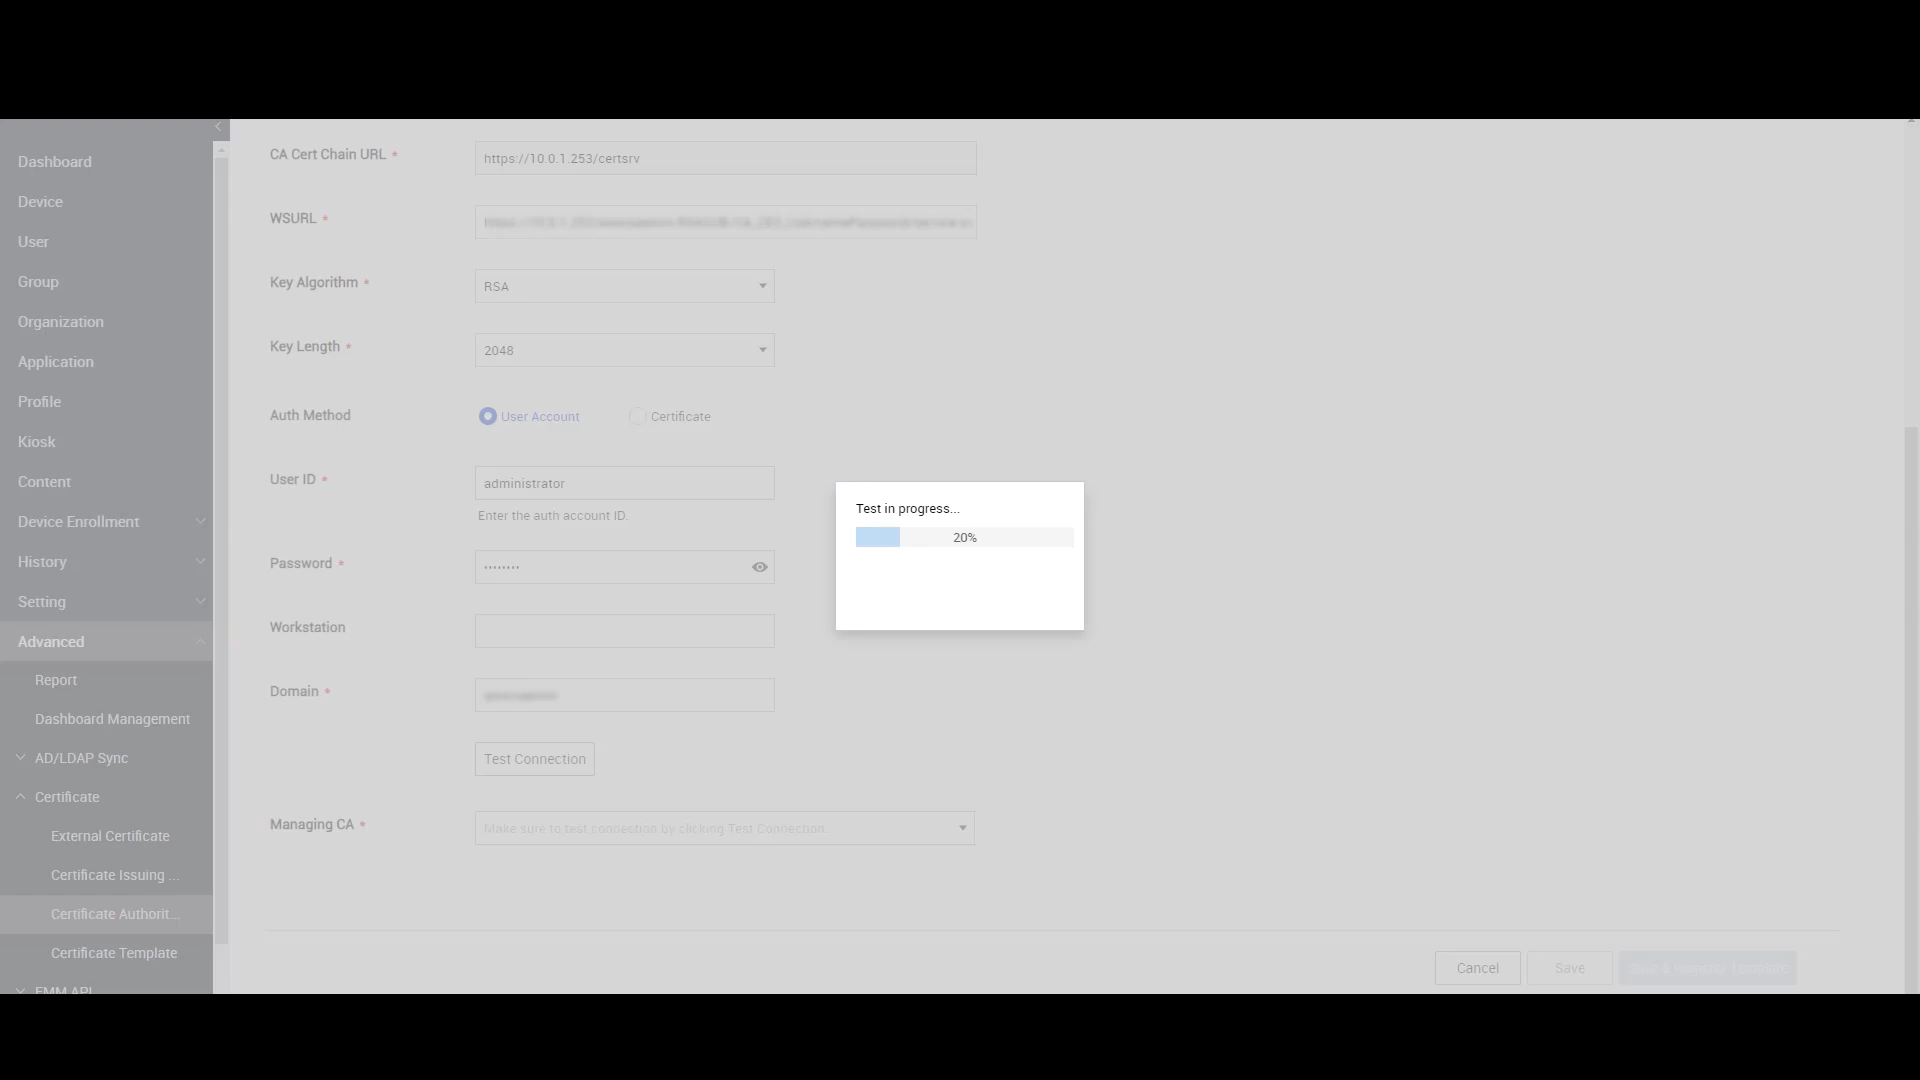 Dashboard
Device
User
Group
Organization
Application
Profile
Kiosk
Content
Device Enrollment
History
Setting
Advanced
Report
Dashboard Management
AD/LDAP Sync
Certificate
External Certificate
Certificate Issuing ...
Certificate Authorit...
Certificate Template
EMM API
CA Cert Chain URL *
https://10.0.1.253/certsrv
WSURL *
Key Algorithm *
RSA
Key Length *
2048
Auth Method
User Account
Certificate
User ID *
administrator
Enter the auth account ID.
Password *
••••••••
Workstation
Domain *
Test Connection
Managing CA *
Make sure to test connection by clicking Test Connection.
Test in progress...
20%
Cancel
Save